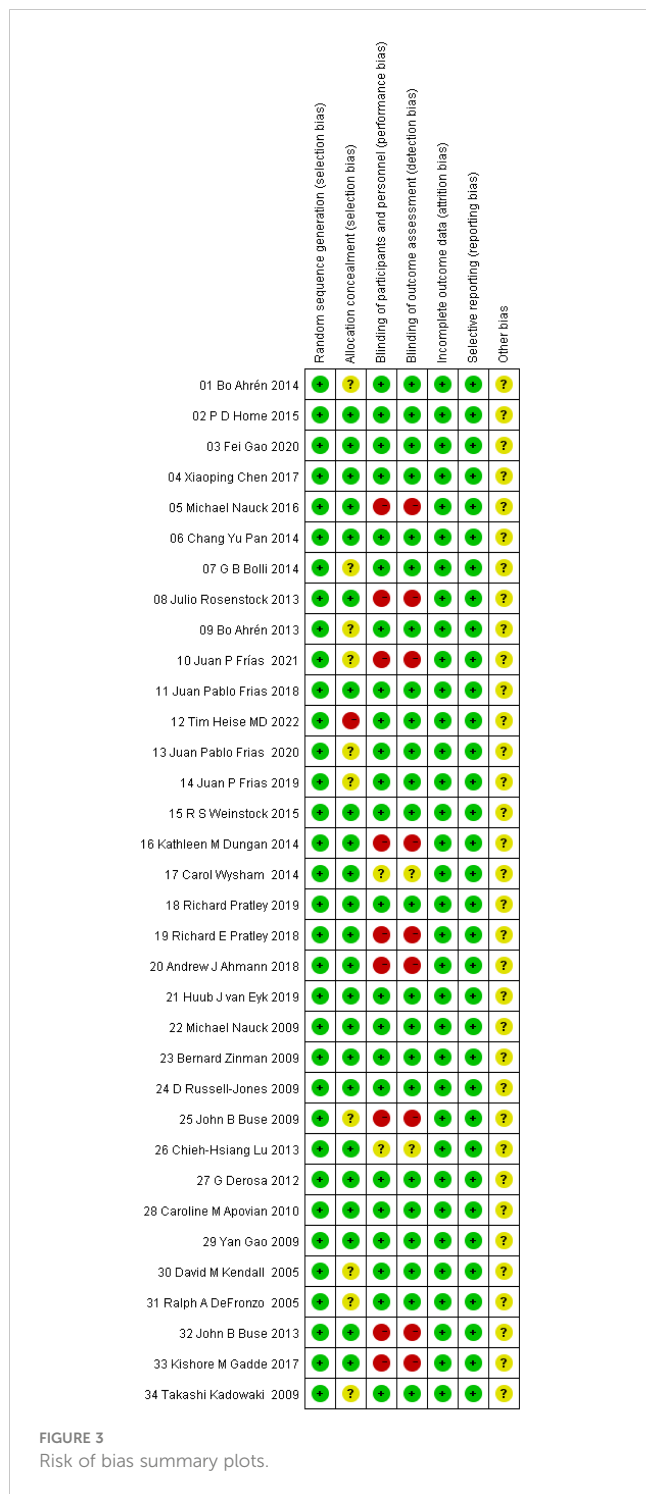 Random sequence generation (selection bias)
Allocation concealment (selection bias)
Blinding of participants and personnel (performance bias)
Blinding of outcome assessment (detection bias)
Incomplete outcome data (attrition bias)
Selective reporting (reporting bias)
Other bias
01 Bo Ahrén 2014 + ? + + + + ?
02 P D Home 2015 + + + + + + ?
03 Fei Gao 2020 + + + + + + ?
04 Xiaoping Chen 2017 + + + + + + ?
05 Michael Nauck 2016 + + - - + + ?
06 Chang Yu Pan 2014 + + + + + + ?
07 G B Bolli 2014 + ? + + + + ?
08 Julio Rosenstock 2013 + + - - + + ?
09 Bo Ahrén 2013 + ? + + + + ?
10 Juan P Frías 2021 + ? - - + + ?
11 Juan Pablo Frias 2018 + + + + + + ?
12 Tim Heise MD 2022 + - + + + + ?
13 Juan Pablo Frias 2020 + ? + + + + ?
14 Juan P Frias 2019 + ? + + + + ?
15 R S Weinstock 2015 + + + + + + ?
16 Kathleen M Dungan 2014 + + - - + + ?
17 Carol Wysham 2014 + + ? ? + + ?
18 Richard Pratley 2019 + + + + + + ?
19 Richard E Pratley 2018 + + - - + + ?
20 Andrew J Ahmann 2018 + + - - + + ?
21 Huub J van Eyk 2019 + + + + + + ?
22 Michael Nauck 2009 + + + + + + ?
23 Bernard Zinman 2009 + + + + + + ?
24 D Russell-Jones 2009 + + + + + + ?
25 John B Buse 2009 + ? - - + + ?
26 Chieh-Hsiang Lu 2013 + + ? ? + + ?
27 G Derosa 2012 + + + + + + ?
28 Caroline M Apovian 2010 + + + + + + ?
29 Yan Gao 2009 + + + + + + ?
30 David M Kendall 2005 + ? + + + + ?
31 Ralph A DeFronzo 2005 + ? + + + + ?
32 John B Buse 2013 + + - - + + ?
33 Kishore M Gadde 2017 + + - - + + ?
34 Takashi Kadowaki 2009 + ? + + + + ?
FIGURE 3
Risk of bias summary plots.